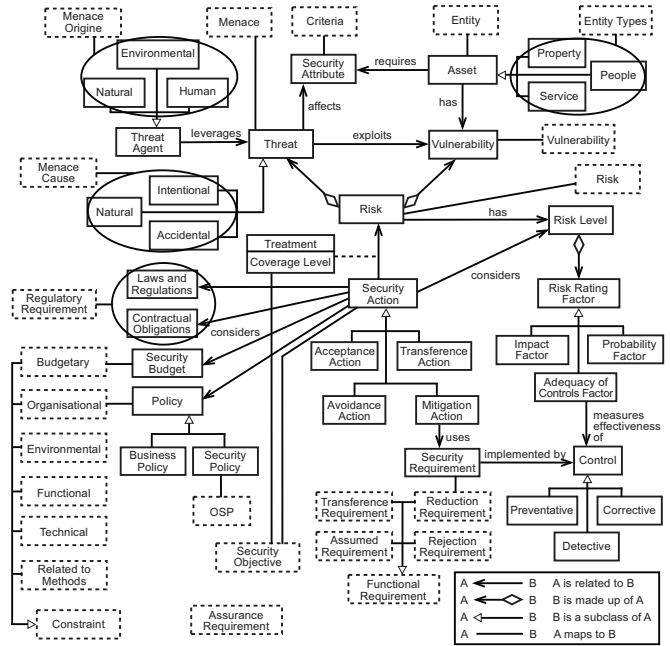 Menace
Origine
Menace
Criteria
Entity
Entity Types
Environmental
Natural
Human
Security
Attribute
requires
Asset
Property
People
Service
affects
has
Threat
Agent
leverages
Threat
exploits
Vulnerability
Vulnerability
Menace
Cause
Intentional
Natural
Accidental
Risk
Risk
has
Risk Level
Treatment
Coverage Level
considers
Laws and
Regulations
Security
Action
Risk Rating
Factor
Regulatory
Requirement
Contractual
Obligations
considers
Impact
Factor
Probability
Factor
Acceptance
Action
Transference
Action
Budgetary
Security
Budget
Adequacy of
Controls Factor
Organisational
Policy
Avoidance
Action
Mitigation
Action
measures
effectiveness
of
uses
Environmental
Business
Policy
Security
Policy
Security
Requirement
implemented by
Control
Functional
OSP
Transference
Requirement
Reduction
Requirement
Preventative
Corrective
Technical
Security
Objective
Assumed
Requirement
Rejection
Requirement
Detective
Related to
Methods
Functional
Requirement
Constraint
Assurance
Requirement
A B A is related to B
A B B is made up of A
A B B is a subclass of A
A B A maps to B